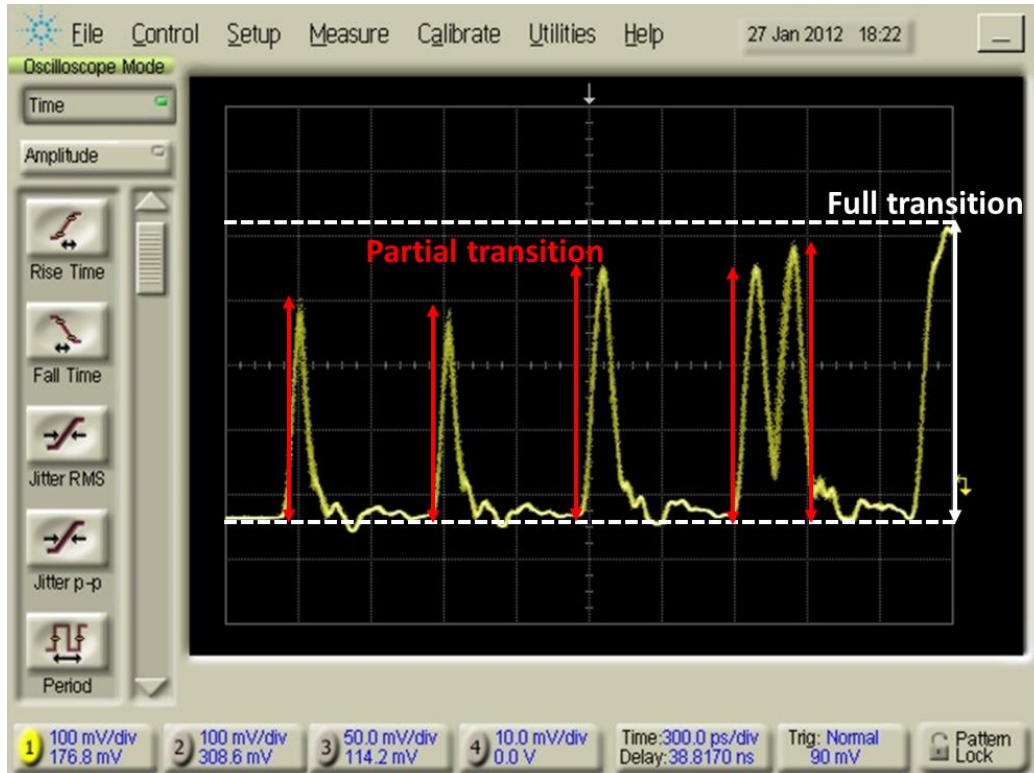 File Control Setup Measure Calibrate Utilities Help 27 Jan 2012 18:22
Oscilloscope Mode
Time
Amplitude
Rise Time
Fall Time
Jitter RMS
Jitter p-p
Period
Full transition
Partial transition
1 100 mV/div 176.8 mV
2 100 mV/div 308.6 mV
3 50.0 mV/div 114.2 mV
4 10.0 mV/div 0.0 V
Time:300.0 ps/div
Delay:38.8170 ns
Trig: Normal
90 mV
Pattern
Lock